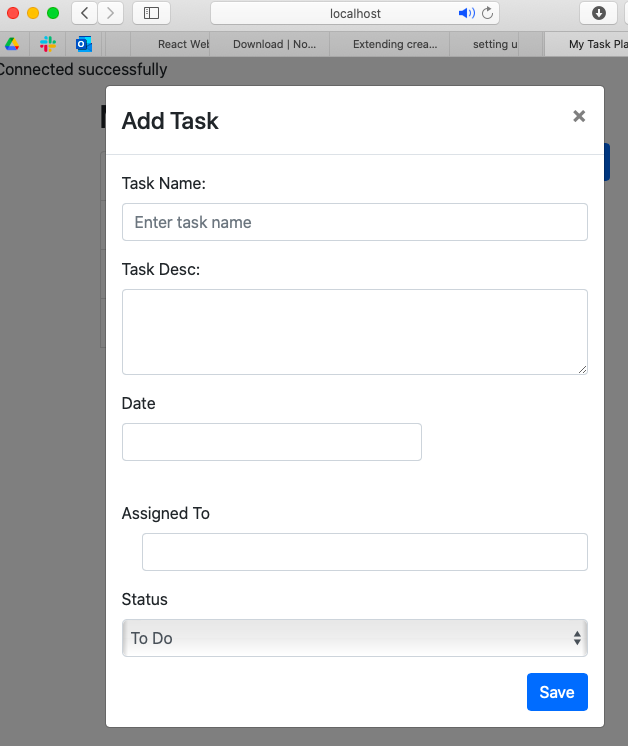 localhost
React Wel
Download | No...
Extending crea...
setting u
My Task Pla
Connected successfully
Add Task
×
Task Name:
Enter task name
Task Desc:
Date
Assigned To
Status
To Do
Save